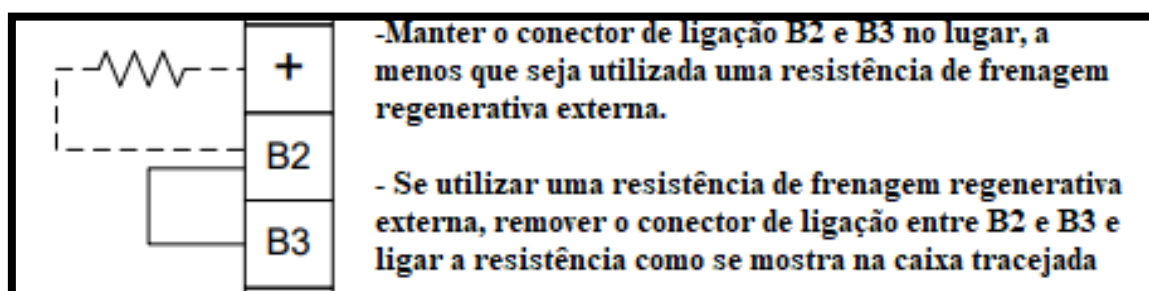 +
B2
B3
-Manter o conector de ligação B2 e B3 no lugar, a
menos que seja utilizada uma resistência de frenagem
regenerativa externa.
- Se utilizar uma resistência de frenagem regenerativa
externa, remover o conector de ligação entre B2 e B3 e
ligar a resistência como se mostra na caixa tracejada